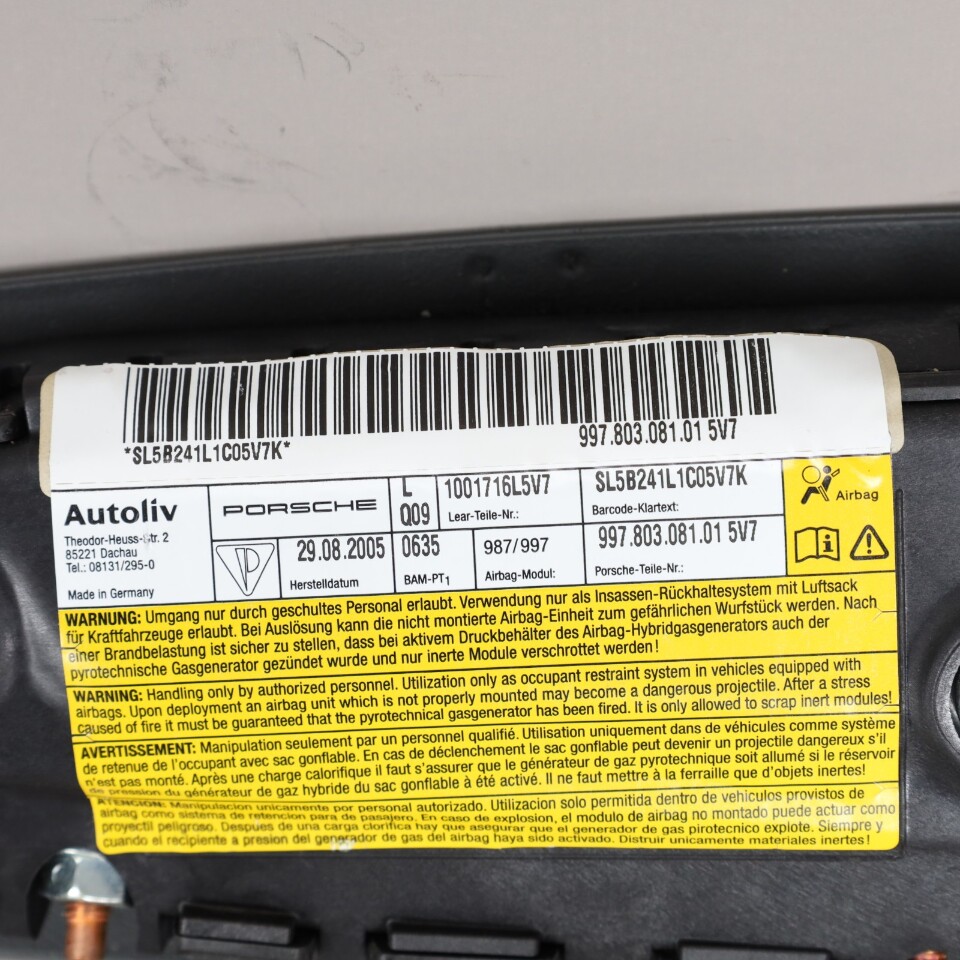 *SL5B241L1C05V7K*
997.803.081.01 5V7
Autoliv
Theodor-Heuss-Str. 2
85221 Dachau
Tel.: 08131/295-0
Made in Germany
PORSCHE
L
Q09
1001716L5V7
Lear-Teile-Nr.:
SL5B241L1C05V7K
Barcode-Klartext:
Airbag
29.08.2005
Herstelldatum
0635
BAM-PT1
987/997
Airbag-Modul:
997.803.081.01 5V7
Porsche-Teile-Nr.:
WARNUNG: Umgang nur durch geschultes Personal erlaubt. Verwendung nur als Insassen-Rückhaltesystem mit Luftsack
für Kraftfahrzeuge erlaubt. Bei Auslösung kann die nicht montierte Airbag-Einheit zum gefährlichen Wurfstück werden. Nach
einer Brandbelastung ist sicher zu stellen, dass bei aktivem Druckbehälter des Airbag-Hybridgasgenerators auch der
pyrotechnische Gasgenerator gezündet wurde und nur inerte Module verschrottet werden!
WARNING: Handling only by authorized personnel. Utilization only as occupant restraint system in vehicles equipped with
airbags. Upon deployment an airbag unit which is not properly mounted may become a dangerous projectile. After a stress
caused of fire it must be guaranteed that the pyrotechnical gasgenerator has been fired. It is only allowed to scrap inert modules!
AVERTISSEMENT: Manipulation seulement par un personnel qualifié. Utilisation uniquement dans de véhicules comme système
de retenue de l'occupant avec sac gonflable. En cas de déclenchement le sac gonflable peut devenir un projectile dangereux s'il
n'est pas monté. Après une charge calorifique il faut s'assurer que le générateur de gaz pyrotechnique soit allumé si le réservoir
de pression du générateur de gaz hybride du sac gonflable à été activé. Il ne faut mettre à la ferraille que d'objets inertes!
ATENCION: Manipulacion unicamente por personal autorizado. Utilizacion solo permitida dentro de vehiculos provistos de
airbag como sistema de retencion para de pasajero. En caso de explosion, el modulo de airbag no montado puede actuar como
proyectil peligroso. Despues de una carga clorifica hay que asegurar que el generador de gas pirotecnico explote. Siempre y
cuando el recipiente a presion del generador de gas del airbag haya sido activado. Distruir unicamente materiales inertes!